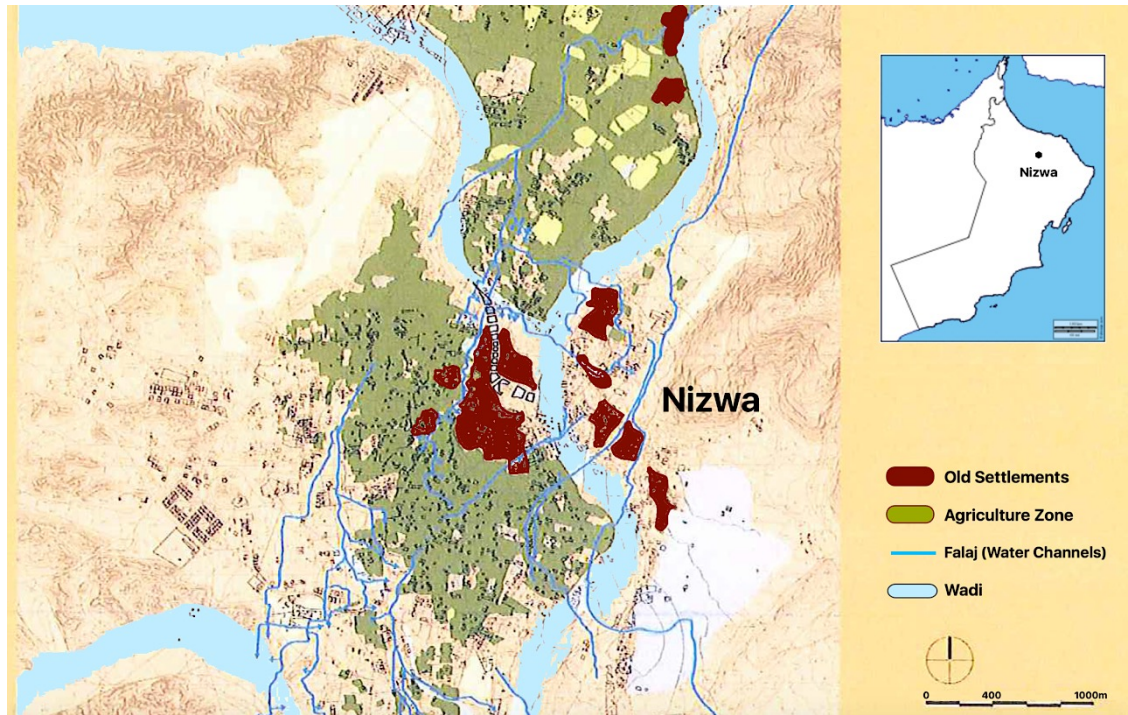 Nizwa
Nizwa
Old Settlements
Agriculture Zone
Falaj (Water Channels)
Wadi
0 400 1000m